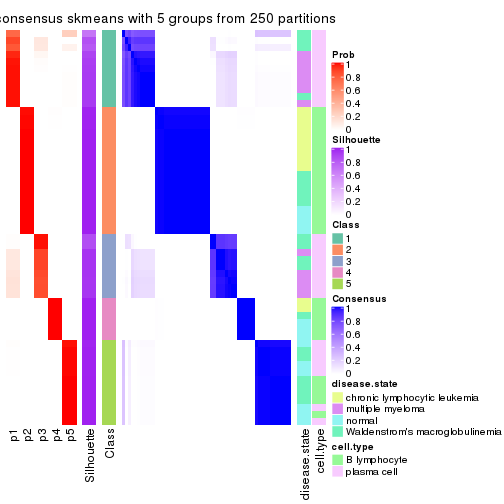 consensus skmeans with 5 groups from 250 partitions
Prob
1
0.8
0.6
0.4
0.2
0
Silhouette
1
0.8
0.6
0.4
0.2
0
Class
1
2
3
4
5
Consensus
1
0.8
0.6
0.4
0.2
0
disease.state
chronic lymphocytic leukemia
multiple myeloma
normal
Waldenstrom's macroglobulinemia
cell.type
B lymphocyte
plasma cell
p1
p2
p3
p4
p5
Silhouette
Class
disease.state
cell.type